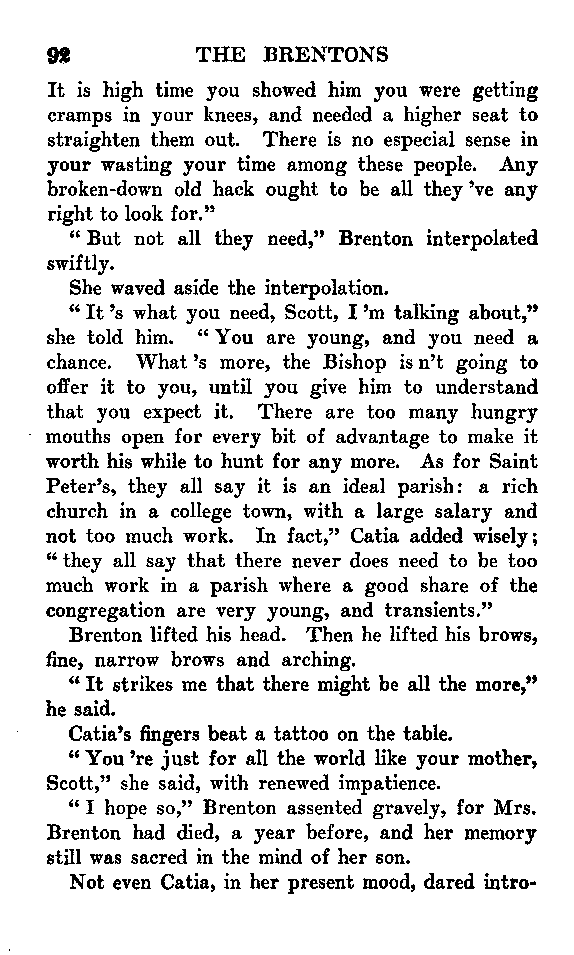 92 THE BRENTONS
It is high time you showed him you were getting
cramps in your knees, and needed a higher seat to
straighten them out. There is no especial sense in
your wasting your time among these people. Any
broken-down old hack ought to be all they 've any
right to look for."
" But not all they need," Brenton interpolated
swiftly.
She waved aside the interpolation.
" It 's what you need, Scott, I 'm talking about,"
she told him. " You are young, and you need a
chance. What 's more, the Bishop is n't going to
offer it to you, until you give him to understand
that you expect it. There are too many hungry
mouths open for every bit of advantage to make it
worth his while to hunt for any more. As for Saint
Peter's, they all say it is an ideal parish: a rich
church in a college town, with a large salary and
not too much work. In fact," Catia added wisely;
" they all say that there never does need to be too
much work in a parish where a good share of the
congregation are very young, and transients."
Brenton lifted his head. Then he lifted his brows,
fine, narrow brows and arching.
" It strikes me that there might be all the more,"
he said.
Catia's fingers beat a tattoo on the table.
" You 're just for all the world like your mother,
Scott," she said, with renewed impatience.
" I hope so," Brenton assented gravely, for Mrs.
Brenton had died, a year before, and her memory
still was sacred in the mind of her son.
Not even Catia, in her present mood, dared intro-